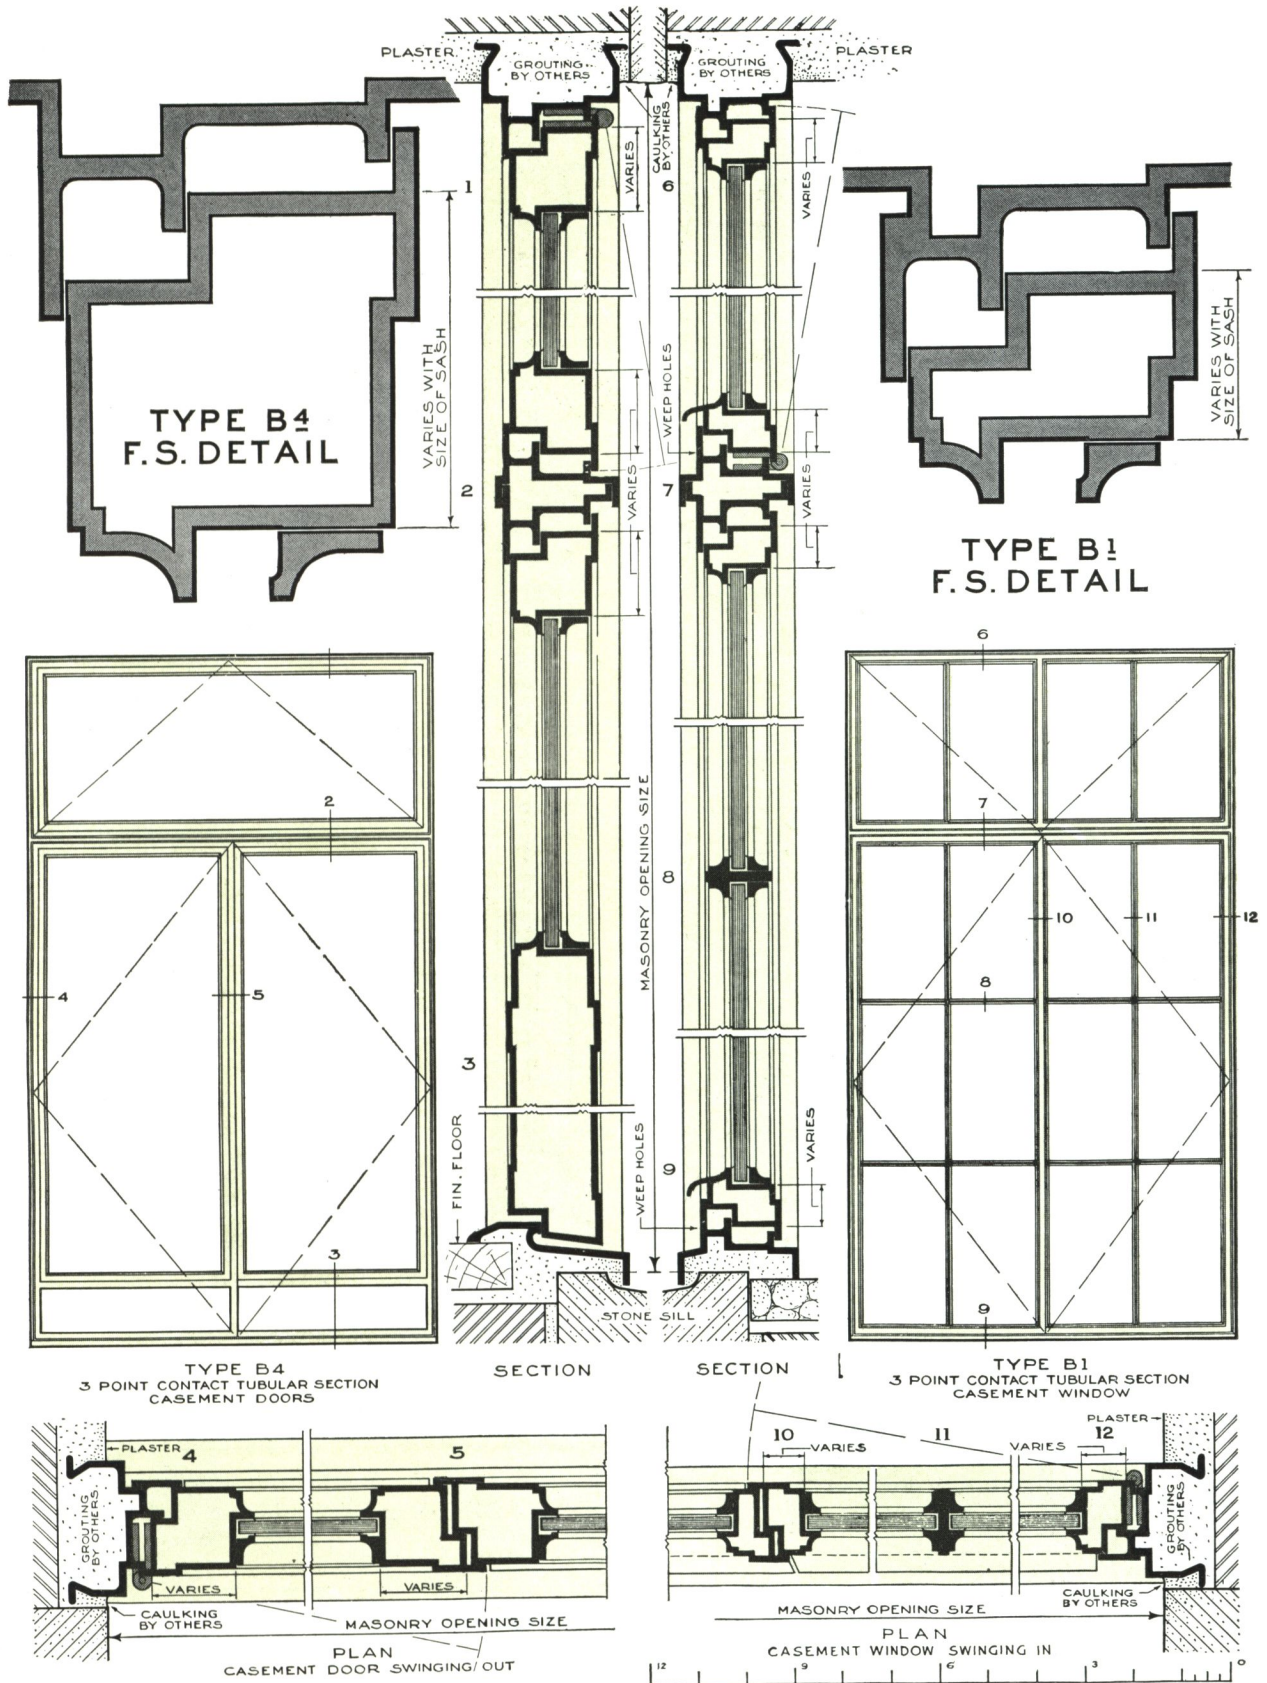 PLASTER
GROUTING
BY OTHERS
GROUTING
BY OTHERS
PLASTER
CAULKING
BY OTHERS
1
VARIES
6
VARIES
VARIES WITH
SIZE OF SASH
VARIES WITH
SIZE OF SASH
TYPE B4
F.S. DETAIL
WEEP HOLES
2
VARIES
7
VARIES
TYPE B1
F.S. DETAIL
6
2
7
MASONRY OPENING SIZE
8
4
5
10
11
12
8
3
FIN. FLOOR
WEEP HOLES
9
VARIES
3
9
STONE SILL
TYPE B4
3 POINT CONTACT TUBULAR SECTION
CASEMENT DOORS
SECTION
SECTION
TYPE B1
3 POINT CONTACT TUBULAR SECTION
CASEMENT WINDOW
PLASTER
4
5
GROUTING
BY OTHERS
VARIES
VARIES
CAULKING
BY OTHERS
MASONRY OPENING SIZE
PLAN
CASEMENT DOOR SWINGING OUT
PLASTER
10
VARIES
11
VARIES
12
GROUTING
BY OTHERS
CAULKING
BY OTHERS
MASONRY OPENING SIZE
PLAN
CASEMENT WINDOW SWINGING IN
12 9 6 3 0